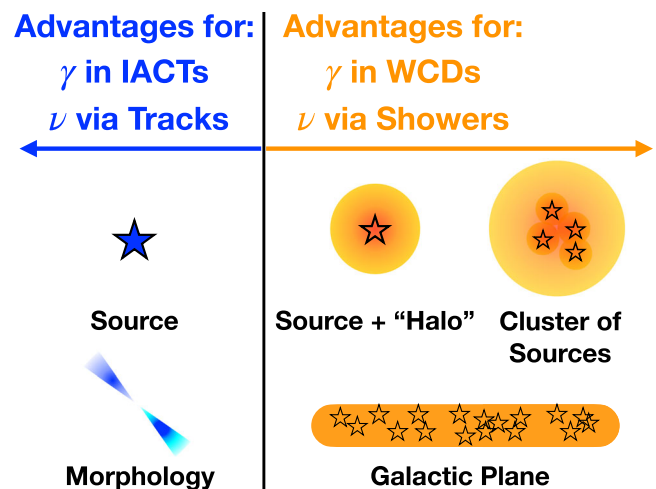 Advantages for:
γ in IACTs
ν via Tracks
Advantages for:
γ in WCDs
ν via Showers
Source
Source + “Halo”
Cluster of
Sources
Morphology
Galactic Plane